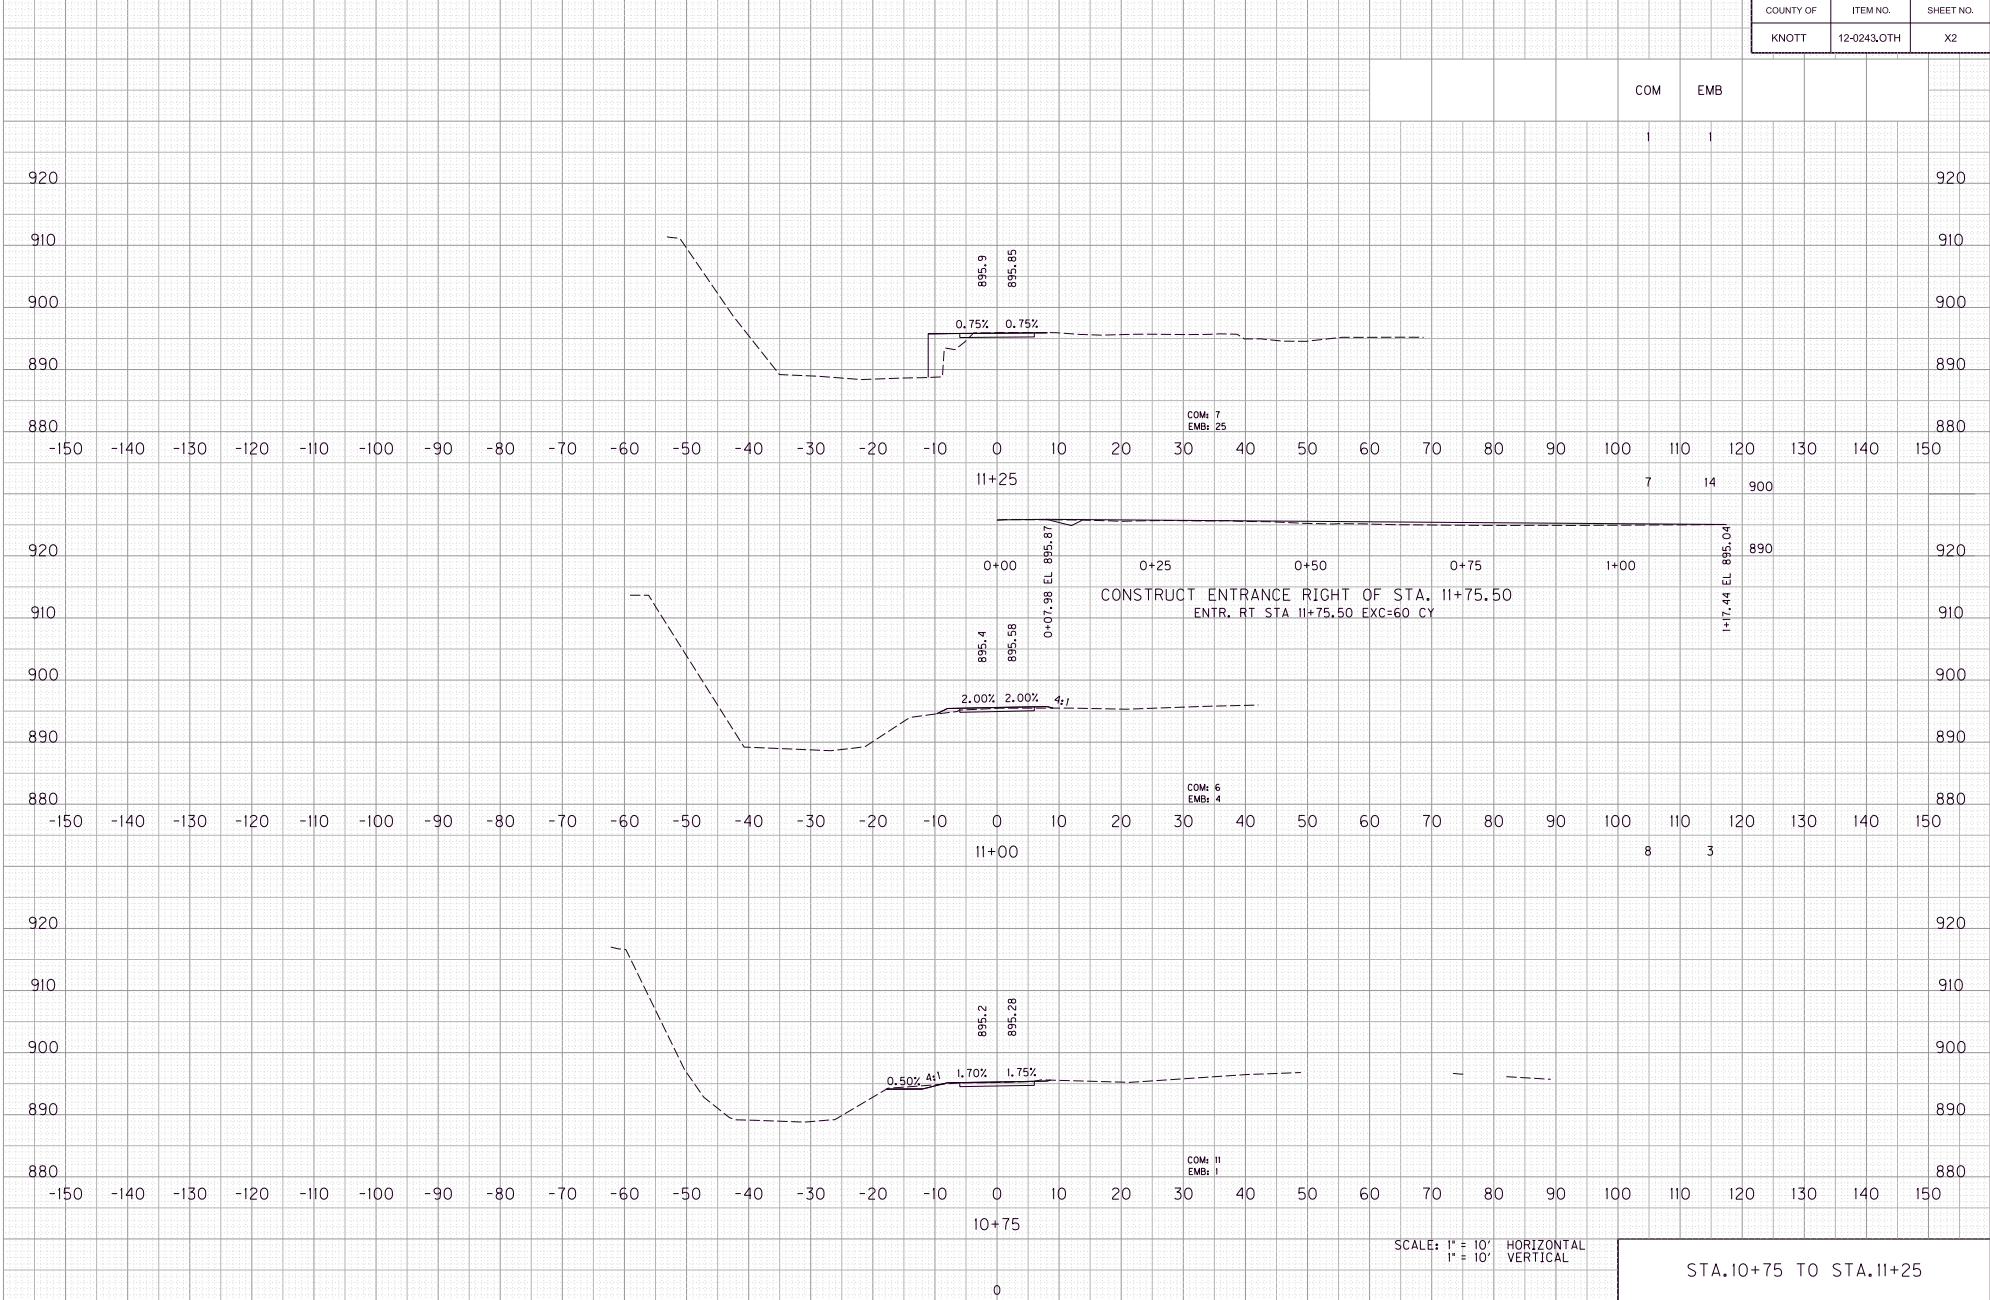 COUNTY OF ITEM NO. SHEET NO.
KNOTT 12-0243.OTH X2
COM EMB
1 1
920 920
910 910
895.9 895.85
900 900
0.75% 0.75%
890 890
COM: 7
EMB: 25
880 880
-150 -140 -130 -120 -110 -100 -90 -80 -70 -60 -50 -40 -30 -20 -10 0 10 20 30 40 50 60 70 80 90 100 110 120 130 140 150
11+25
7 14 900
0+07.98 EL 895.87
1+17.44 EL 895.04
920 890 920
0+00 0+25 0+50 0+75 1+00
CONSTRUCT ENTRANCE RIGHT OF STA. 11+75.50
ENTR. RT STA 11+75.50 EXC=60 CY
910 910
895.4 895.58
900 900
2.00% 2.00% 4:1
890 890
COM: 6
EMB: 4
880 880
-150 -140 -130 -120 -110 -100 -90 -80 -70 -60 -50 -40 -30 -20 -10 0 10 20 30 40 50 60 70 80 90 100 110 120 130 140 150
11+00
8 3
920 920
910 910
895.2 895.28
900 900
0.50% 4:1 1.70% 1.75%
890 890
COM: 11
EMB: 1
880 880
-150 -140 -130 -120 -110 -100 -90 -80 -70 -60 -50 -40 -30 -20 -10 0 10 20 30 40 50 60 70 80 90 100 110 120 130 140 150
10+75
SCALE: 1" = 10' HORIZONTAL
1" = 10' VERTICAL
STA.10+75 TO STA.11+25
0